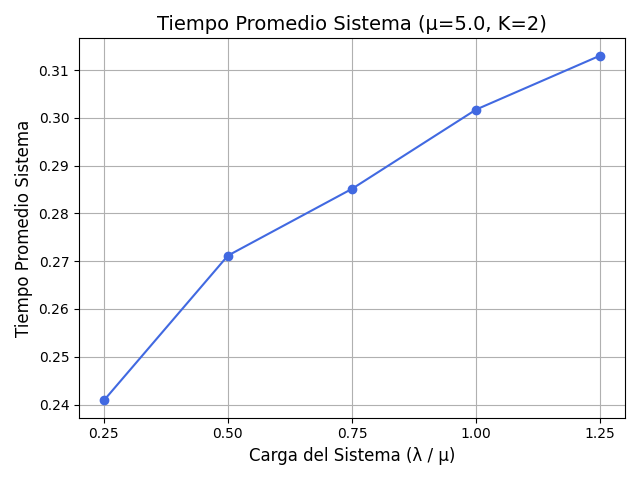 Tiempo Promedio Sistema (μ=5.0, K=2)
Tiempo Promedio Sistema
0.31
0.30
0.29
0.28
0.27
0.26
0.25
0.24
0.25 0.50 0.75 1.00 1.25
Carga del Sistema (λ / μ)